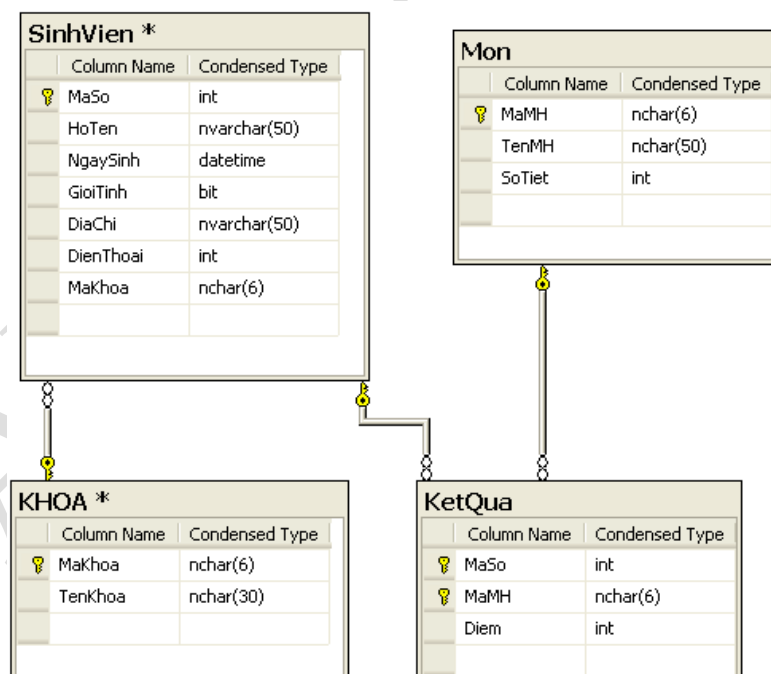 SinhVien *
Column Name Condensed Type
MaSo int
HoTen nvarchar(50)
NgaySinh datetime
GioiTinh bit
DiaChi nvarchar(50)
DienThoai int
MaKhoa nchar(6)
Mon
Column Name Condensed Type
MaMH nchar(6)
TenMH nchar(50)
SoTiet int
KHOA *
Column Name Condensed Type
MaKhoa nchar(6)
TenKhoa nchar(30)
KetQua
Column Name Condensed Type
MaSo int
MaMH nchar(6)
Diem int